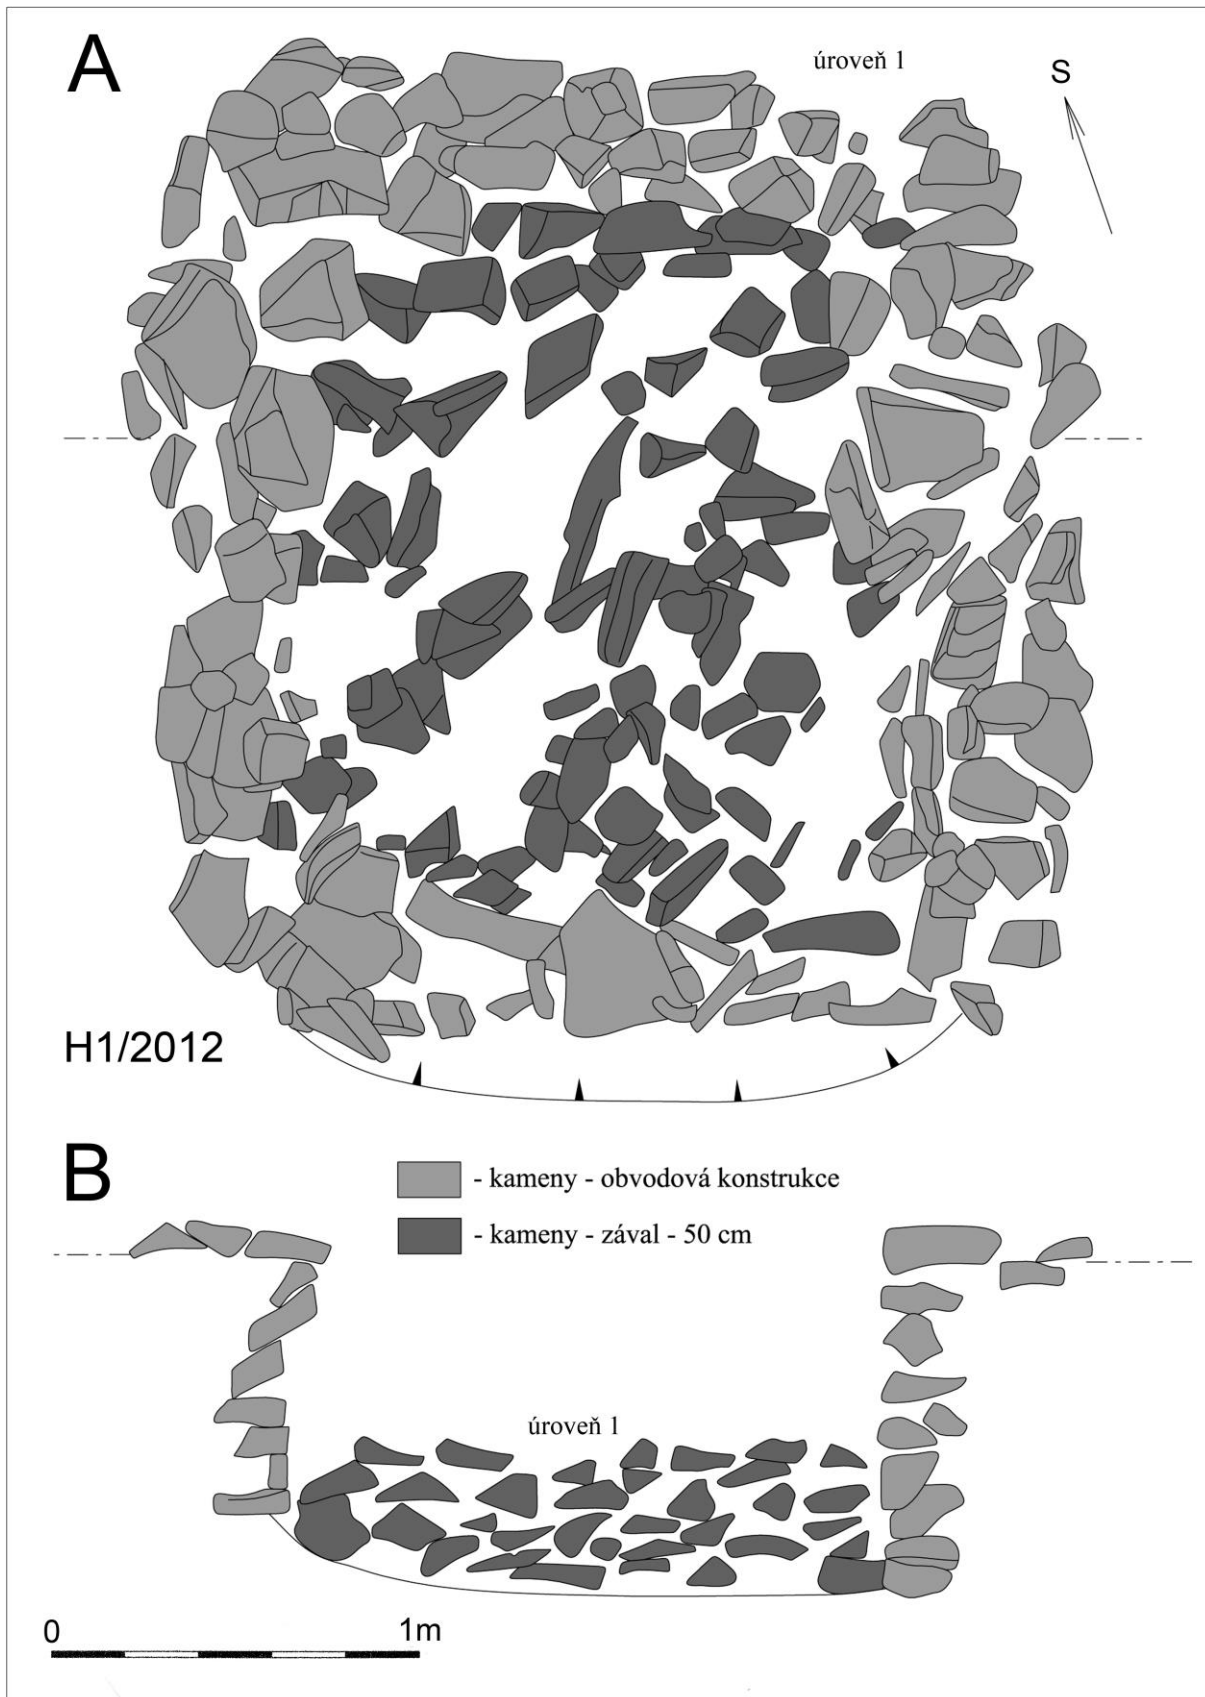 A
úroveň 1
S
H1/2012
B
- kameny - obvodová konstrukce
- kameny - zával - 50 cm
úroveň 1
0 1m